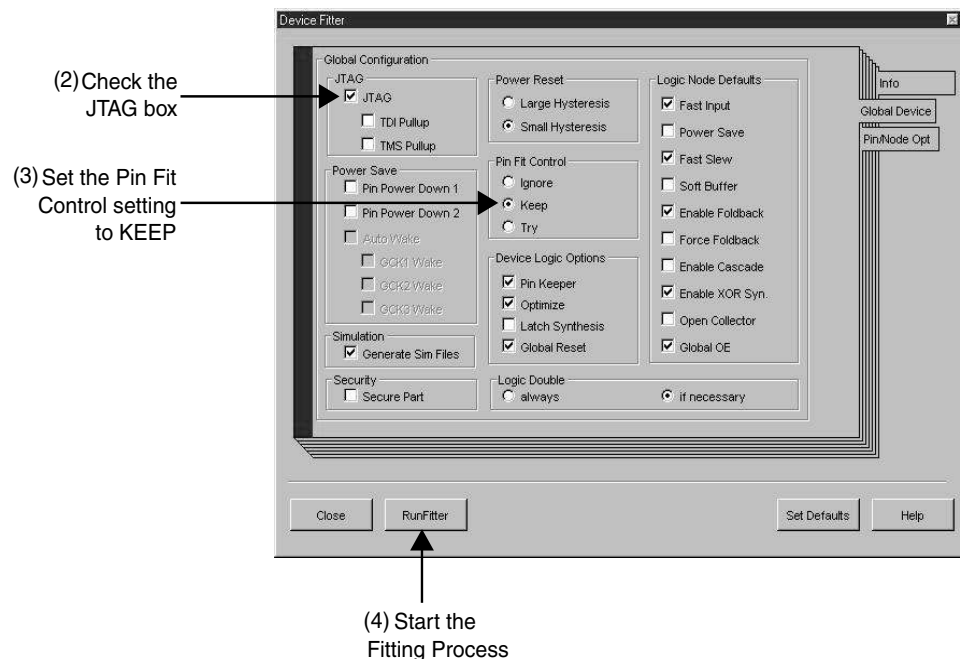 Device Fitter
(2) Check the
JTAG box
(3) Set the Pin Fit
Control setting
to KEEP
Global Configuration
JTAG
JTAG
TDI Pullup
TMS Pullup
Power Save
Pin Power Down 1
Pin Power Down 2
Auto Wake
GCK1 Wake
GCK2 Wake
GCK3 Wake
Simulation
Generate Sim Files
Security
Secure Part
Power Reset
Large Hysteresis
Small Hysteresis
Pin Fit Control
Ignore
Keep
Try
Device Logic Options
Pin Keeper
Optimize
Latch Synthesis
Global Reset
Logic Double
always
if necessary
Logic Node Defaults
Fast Input
Power Save
Fast Slew
Soft Buffer
Enable Foldback
Force Foldback
Enable Cascade
Enable XOR Syn.
Open Collector
Global OE
Info
Global Device
Pin/Node Opt
Close
RunFitter
Set Defaults
Help
(4) Start the
Fitting Process